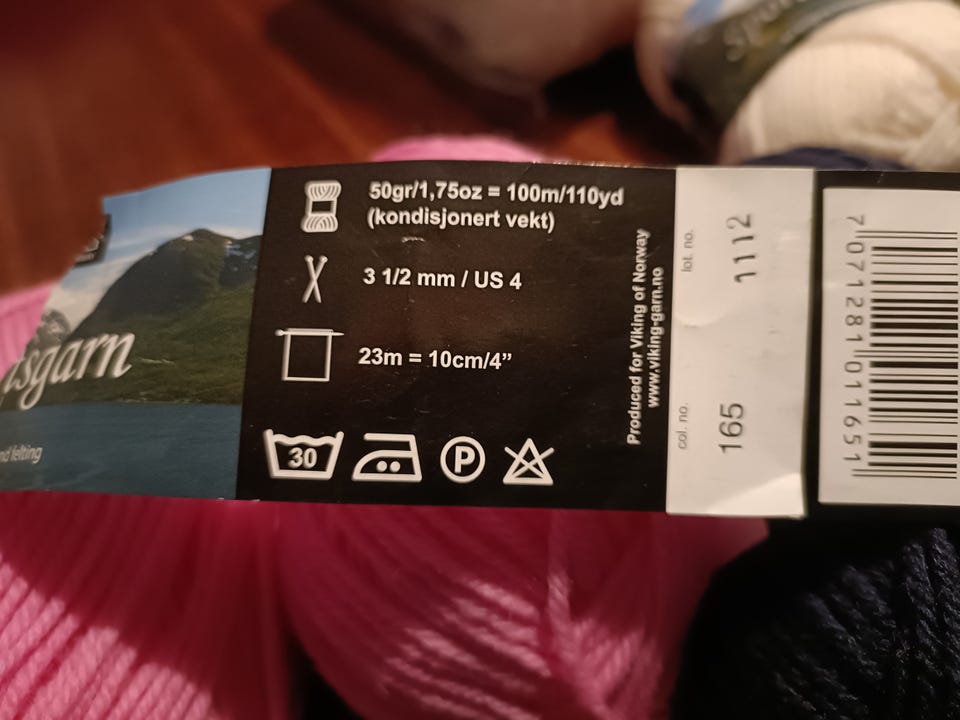 50gr/1,75oz = 100m/110yd
(kondisjonert vekt)
3 1/2 mm / US 4
23m = 10cm/4”
30
P
tsgarn
nd felting
Produced for Viking of Norway
www.viking-garn.no
lot. no.
1112
col. no.
165
7071281011651